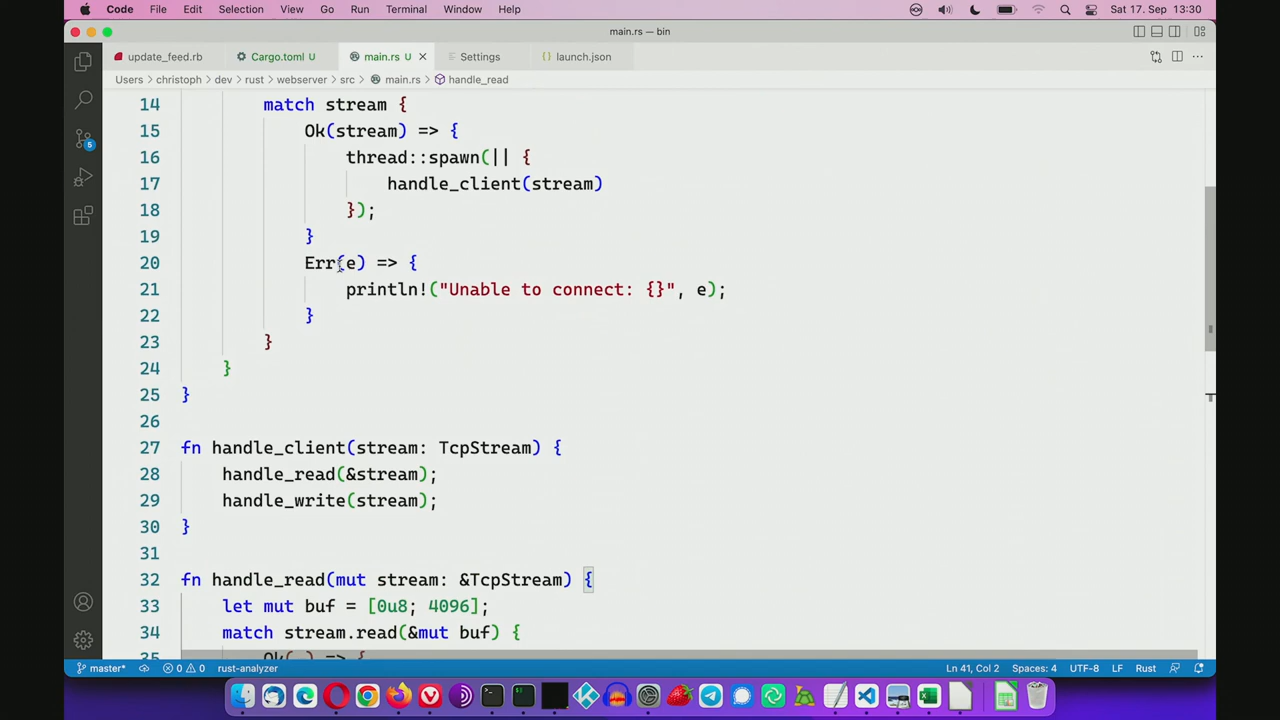 Code File Edit Selection View Go Run Terminal Window Help Sat 17. Sep 13:30
main.rs — bin
update_feed.rb Cargo.toml U main.rs U Settings launch.json
Users christoph dev rust webserver src main.rs handle_read
14 match stream {
15 Ok(stream) => {
16 thread::spawn(|| {
17 handle_client(stream)
18 });
19 }
20 Err(e) => {
21 println!("Unable to connect: {}", e);
22 }
23 }
24 }
25 }
26
27 fn handle_client(stream: TcpStream) {
28 handle_read(&stream);
29 handle_write(stream);
30 }
31
32 fn handle_read(mut stream: &TcpStream) {
33 let mut buf = [0u8; 4096];
34 match stream.read(&mut buf) {
35 Ok(_) => {
5
master* 0 0 rust-analyzer Ln 41, Col 2 Spaces: 4 UTF-8 LF Rust